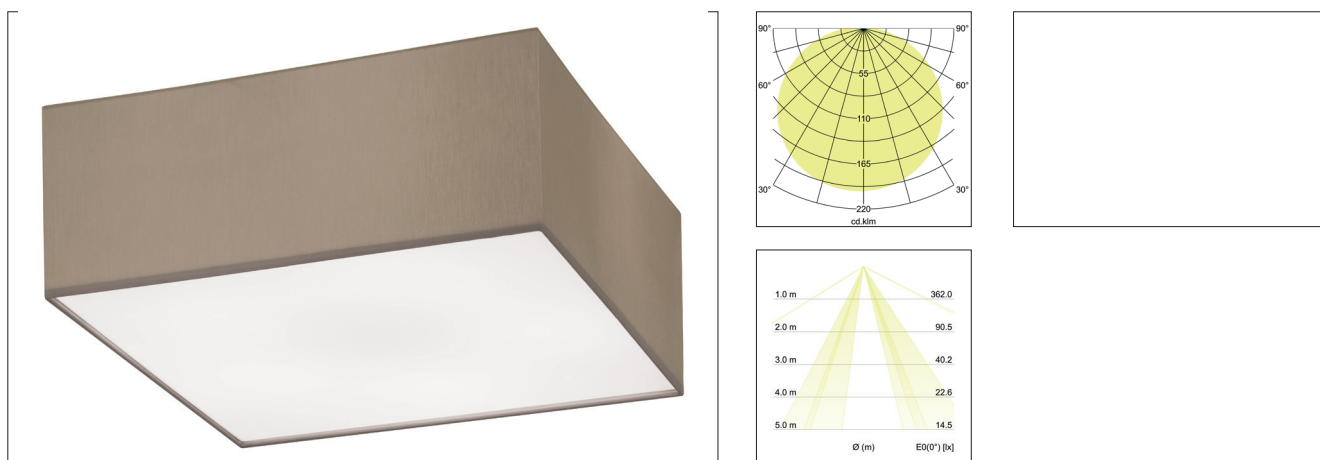 90° 90°
60° 55 60°
110
165
30° 30°
220
cd.klm
1.0 m 362.0
2.0 m 90.5
3.0 m 40.2
4.0 m 22.6
5.0 m 14.5
Ø (m) E0(0°) [lx]